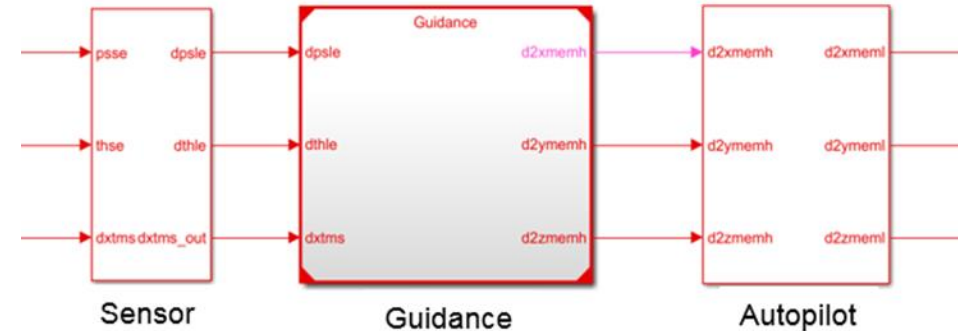 Guidance
psse dpsle dpsle d2xmemh d2xmemh d2xmeml
thse dthle dthle d2ymemh d2ymemh d2ymeml
dxtms dxtms_out dxtms d2zmemh d2zmemh d2zmeml
Sensor Guidance Autopilot